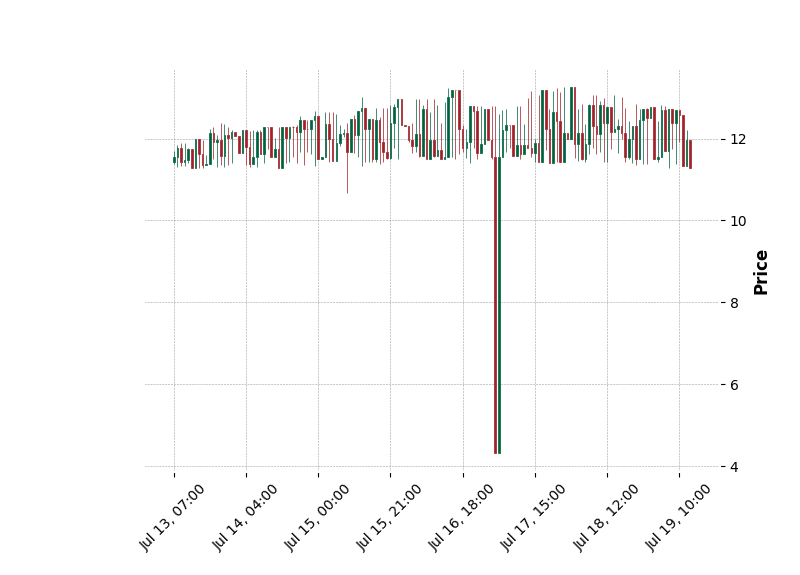 12
10
8
6
4
Price
Jul 13, 07:00
Jul 14, 04:00
Jul 15, 00:00
Jul 15, 21:00
Jul 16, 18:00
Jul 17, 15:00
Jul 18, 12:00
Jul 19, 10:00